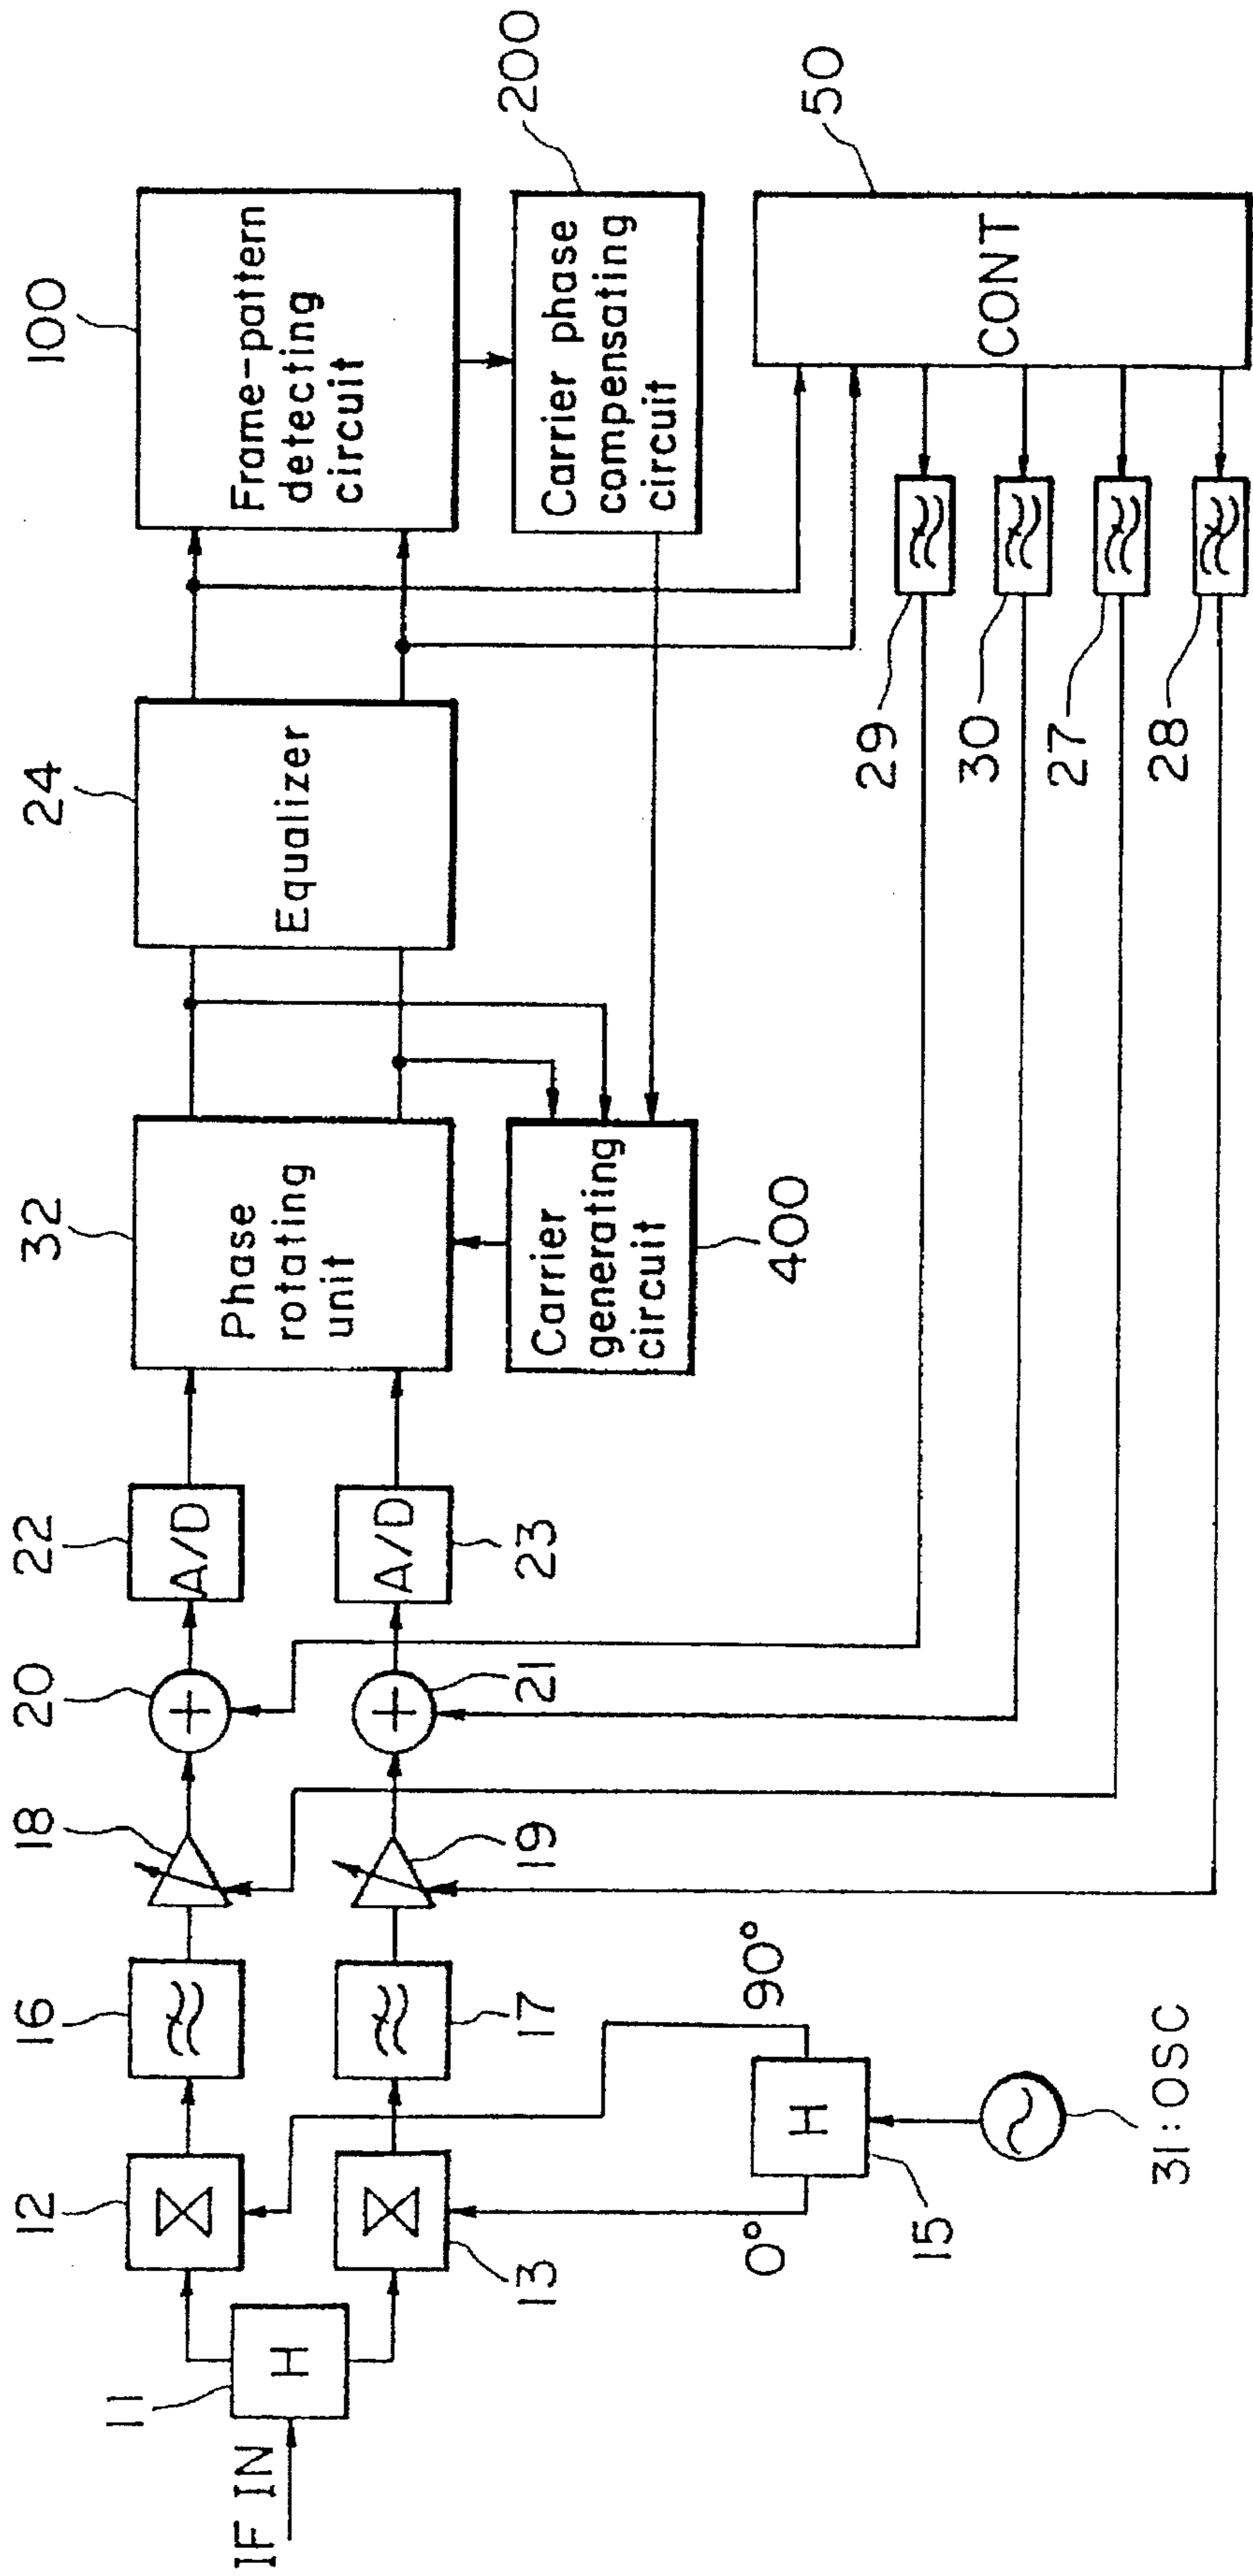 IF IN
11
H
12
13
16
17
18
19
20
21
22
A/D
23
A/D
32
Phase
rotating
unit
24
Equalizer
100
Frame-pattern
detecting
circuit
200
Carrier phase
compensating
circuit
Carrier
generating
circuit
400
50
CONT
29
30
27
28
0°
90°
H
15
31:OSC